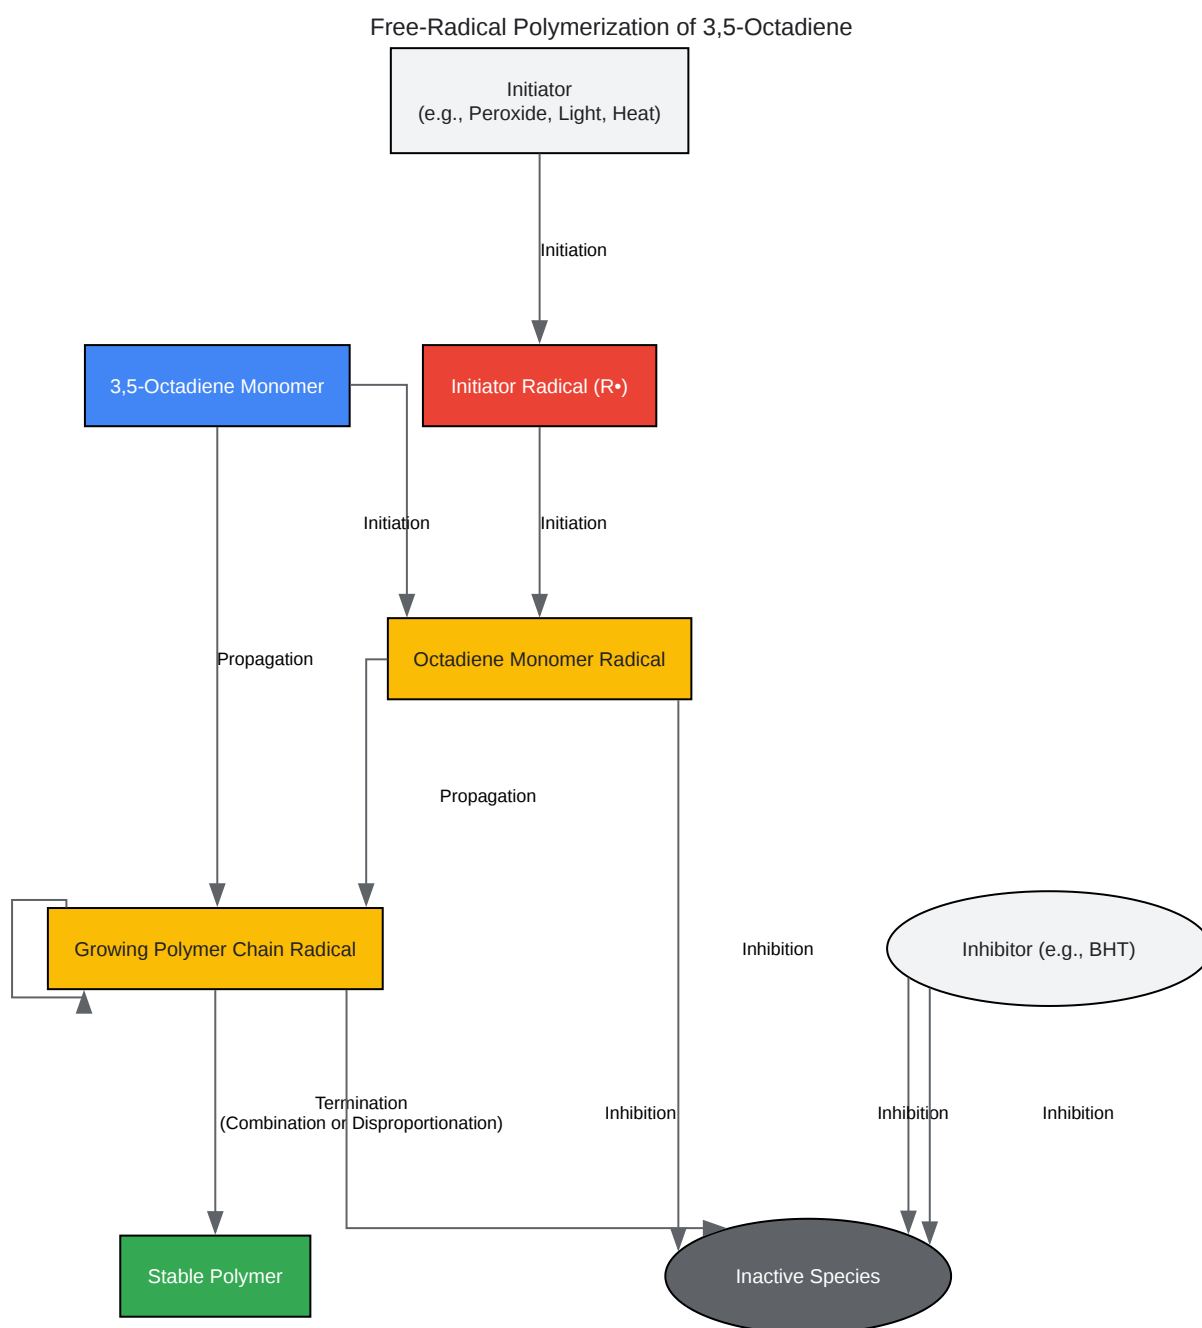 Free-Radical Polymerization of 3,5-Octadiene
Initiator
(e.g., Peroxide, Light, Heat)
Initiation
3,5-Octadiene Monomer
Initiator Radical (R•)
Initiation
Initiation
Octadiene Monomer Radical
Propagation
Propagation
Growing Polymer Chain Radical
Inhibition
Inhibitor (e.g., BHT)
Termination
(Combination or Disproportionation)
Inhibition
Inhibition
Inhibition
Stable Polymer
Inactive Species